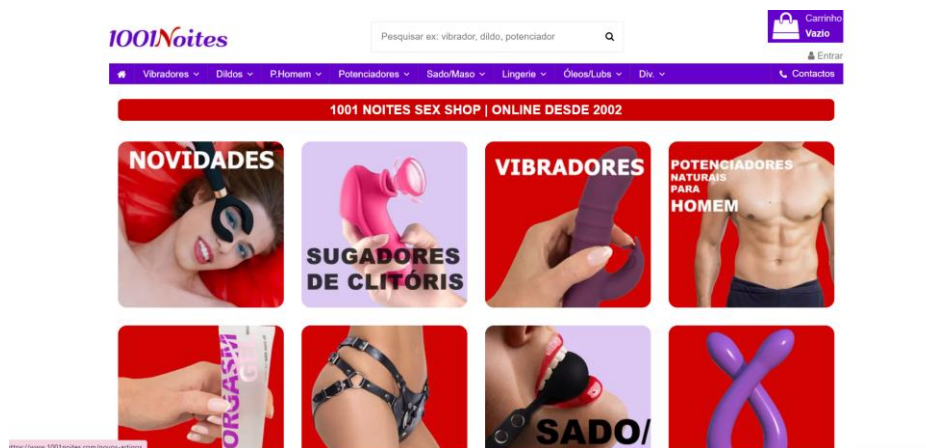 1001Noites
Pesquisar ex: vibrador, dildo, potenciador
Carrinho
Vazio
Entrar
Vibradores
Dildos
P.Homem
Potenciadores
Sado/Maso
Lingerie
Óleos/Lubs
Div.
Contactos
1001 NOITES SEX SHOP | ONLINE DESDE 2002
NOVIDADES
SUGADORES
DE CLITÓRIS
VIBRADORES
POTENCIADORES
NATURAIS
PARA
HOMEM
ORGASM
GEL
SADO/